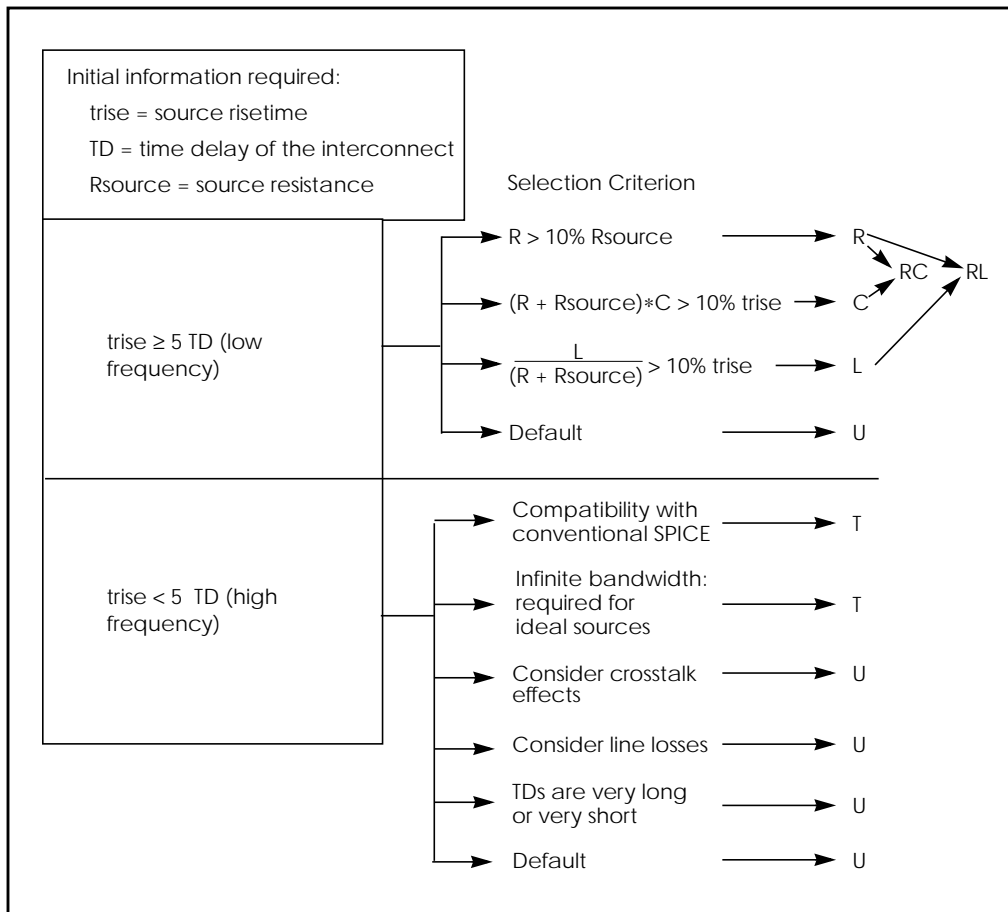 Initial information required:
trise = source risetime
TD = time delay of the interconnect
Rsource = source resistance
Selection Criterion
trise ≥ 5 TD (low
frequency)
R > 10% Rsource
R
RC
RL
(R + Rsource)*C > 10% trise
C
L
(R + Rsource)
> 10% trise
L
Default
U
trise < 5 TD (high
frequency)
Compatibility with
conventional SPICE
T
Infinite bandwidth:
required for
ideal sources
T
Consider crosstalk
effects
U
Consider line losses
U
TDs are very long
or very short
U
Default
U